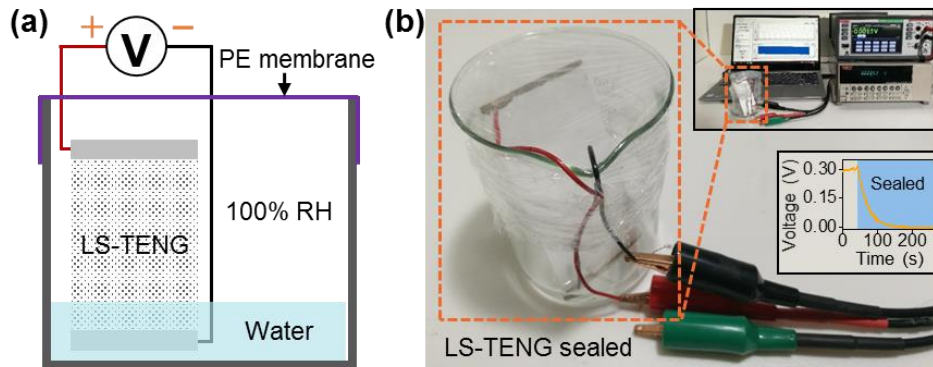 (a)
+
V
−
PE membrane
LS-TENG
100% RH
Water
(b)
LS-TENG sealed
Voltage (V)
0.30
0.15
0.00
Sealed
0
100
200
Time (s)